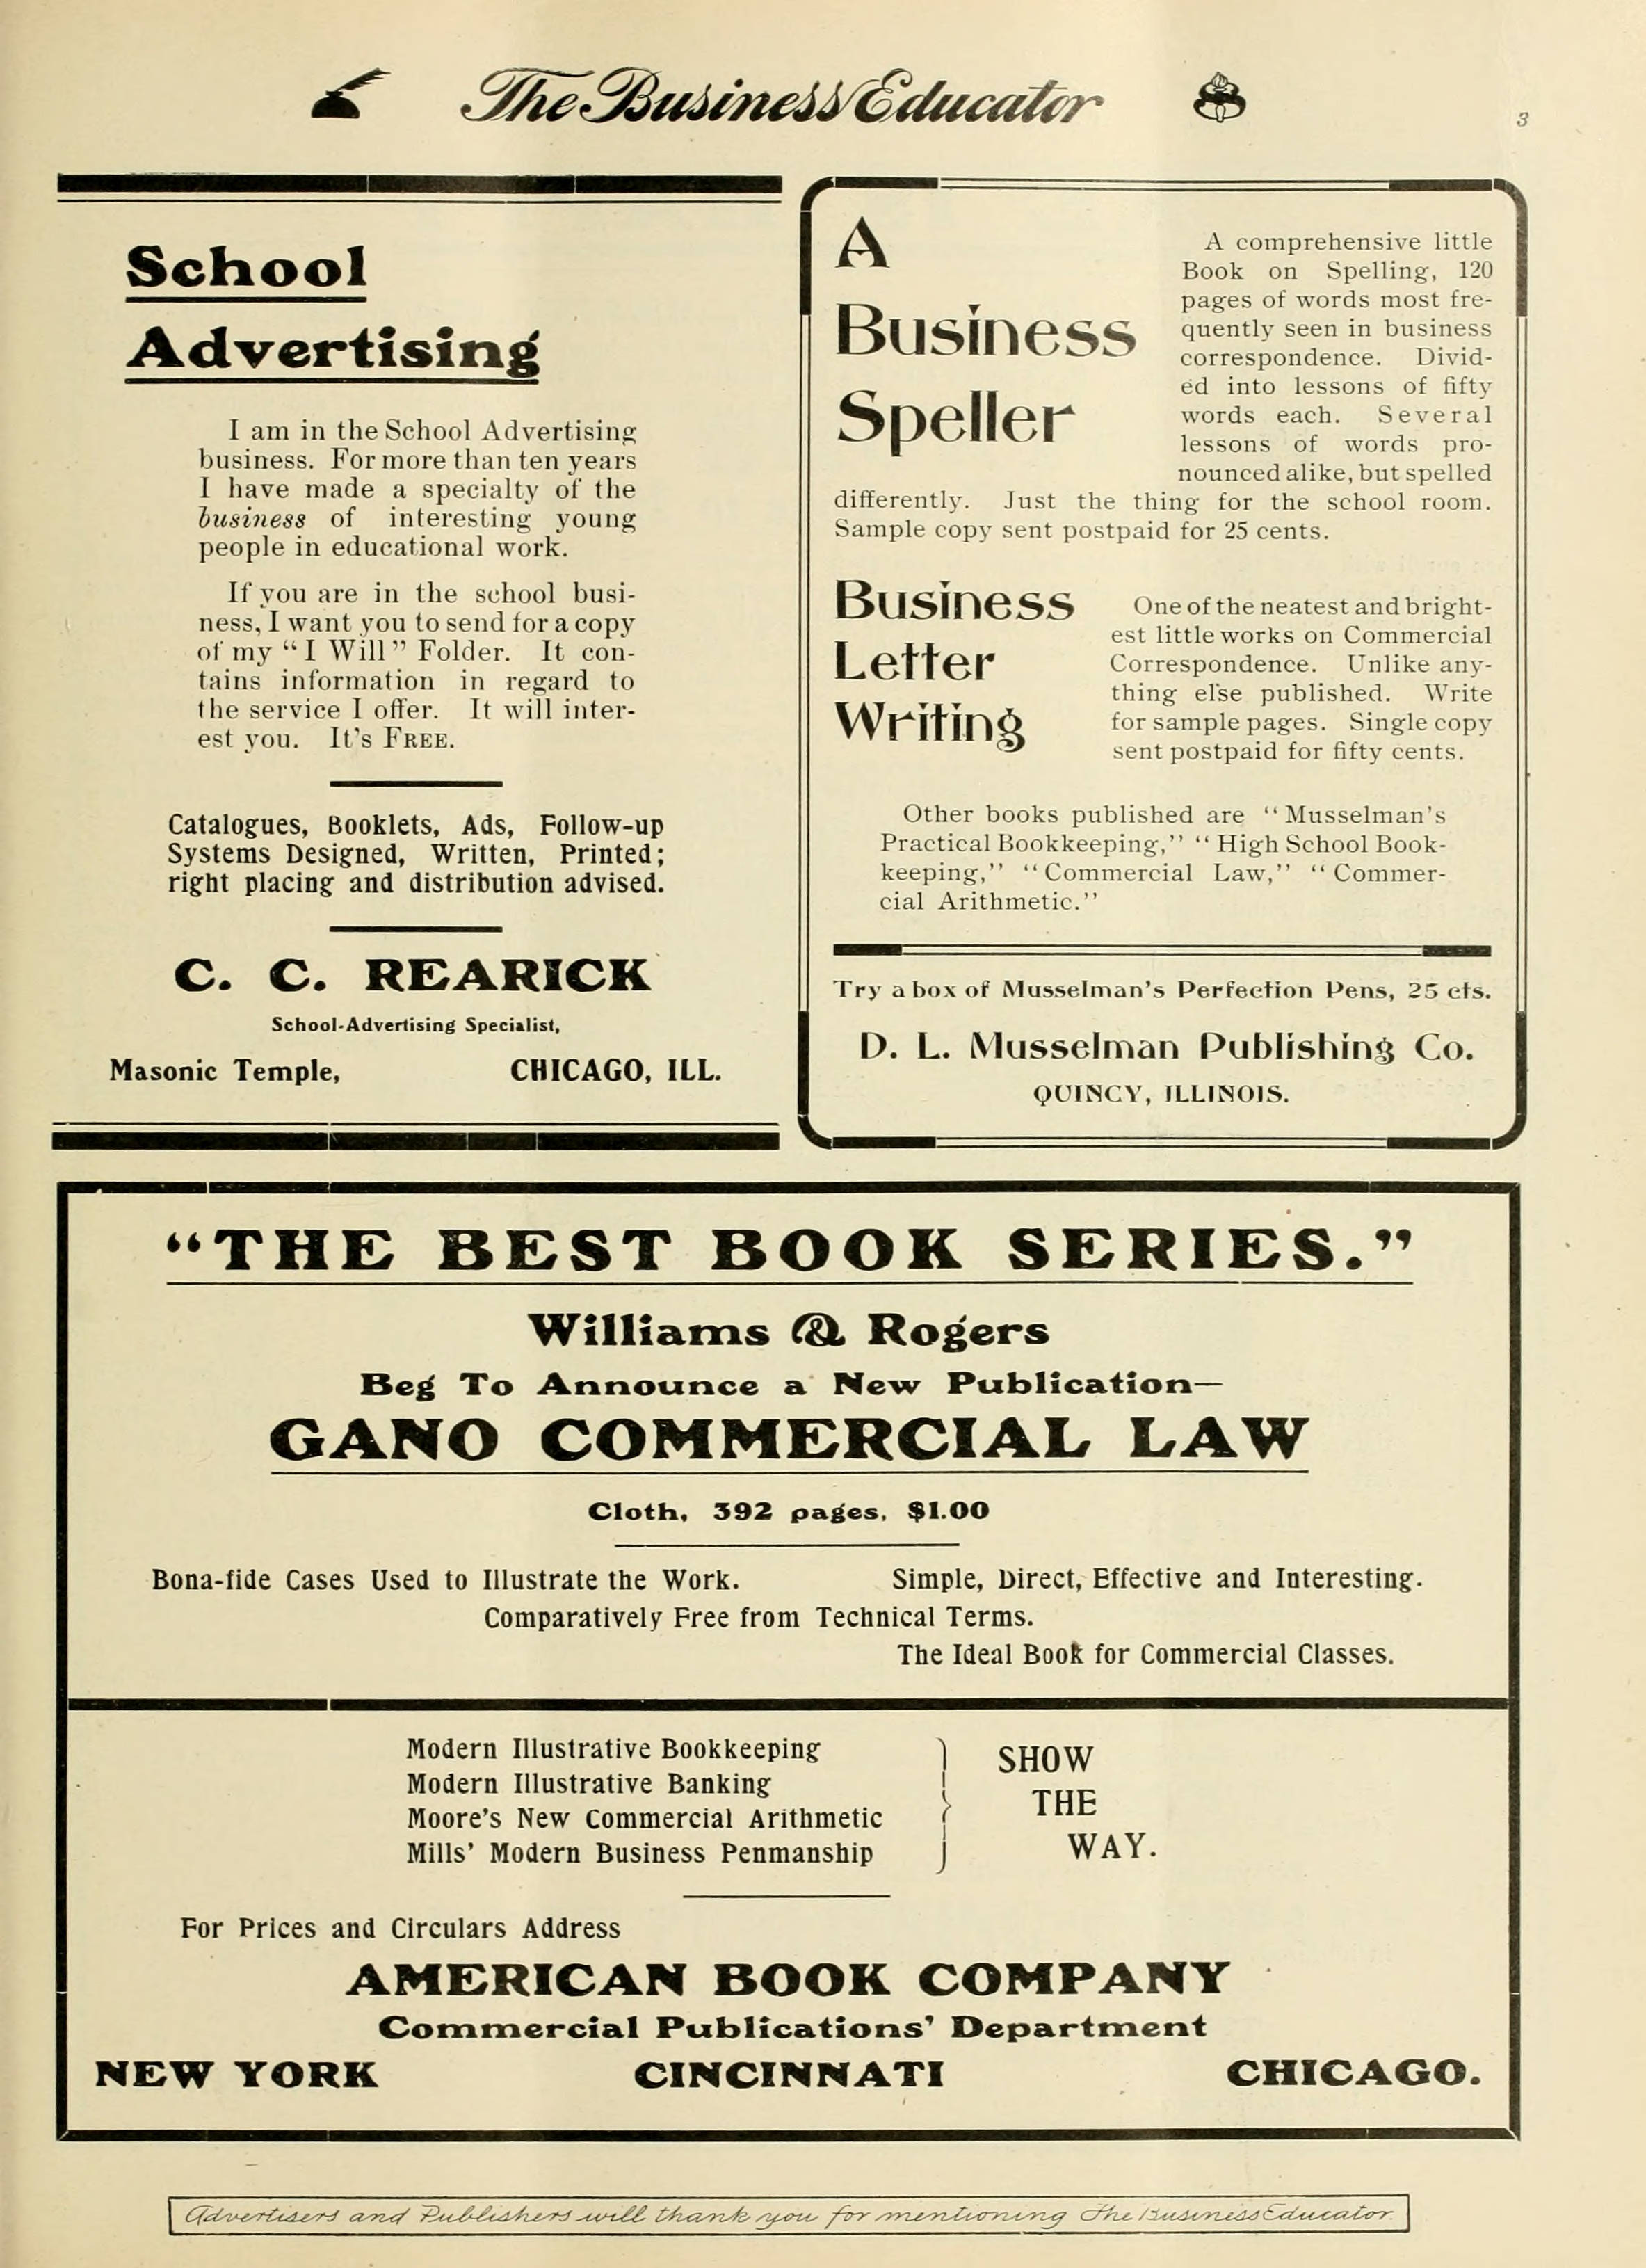 The Business Educator
3
School
Advertising
I am in the School Advertising
business. For more than ten years
I have made a specialty of the
business of interesting young
people in educational work.
If you are in the school busi-
ness, I want you to send for a copy
of my "I Will" Folder. It con-
tains information in regard to
the service I offer. It will inter-
est you. It's FREE.
Catalogues, Booklets, Ads, Follow-up
Systems Designed, Written, Printed;
right placing and distribution advised.
C. C. REARICK
School-Advertising Specialist,
Masonic Temple, CHICAGO, ILL.
A
Business
Speller
A comprehensive little
Book on Spelling, 120
pages of words most fre-
quently seen in business
correspondence. Divid-
ed into lessons of fifty
words each. Several
lessons of words pro-
nounced alike, but spelled
differently. Just the thing for the school room.
Sample copy sent postpaid for 25 cents.
Business
Letter
Writing
One of the neatest and bright-
est little works on Commercial
Correspondence. Unlike any-
thing else published. Write
for sample pages. Single copy
sent postpaid for fifty cents.
Other books published are "Musselman's
Practical Bookkeeping," "High School Book-
keeping," "Commercial Law," "Commer-
cial Arithmetic."
Try a box of Musselman's Perfection Pens, 25 cts.
D. L. Musselman Publishing Co.
QUINCY, ILLINOIS.
"THE BEST BOOK SERIES."
Williams & Rogers
Beg To Announce a New Publication—
GANO COMMERCIAL LAW
Cloth, 392 pages, $1.00
Bona-fide Cases Used to Illustrate the Work. Simple, Direct, Effective and Interesting.
Comparatively Free from Technical Terms.
The Ideal Book for Commercial Classes.
Modern Illustrative Bookkeeping
Modern Illustrative Banking
Moore's New Commercial Arithmetic
Mills' Modern Business Penmanship
SHOW
THE
WAY.
For Prices and Circulars Address
AMERICAN BOOK COMPANY
Commercial Publications' Department
NEW YORK CINCINNATI CHICAGO.
Advertisers and Publishers will thank you for mentioning The Business Educator.